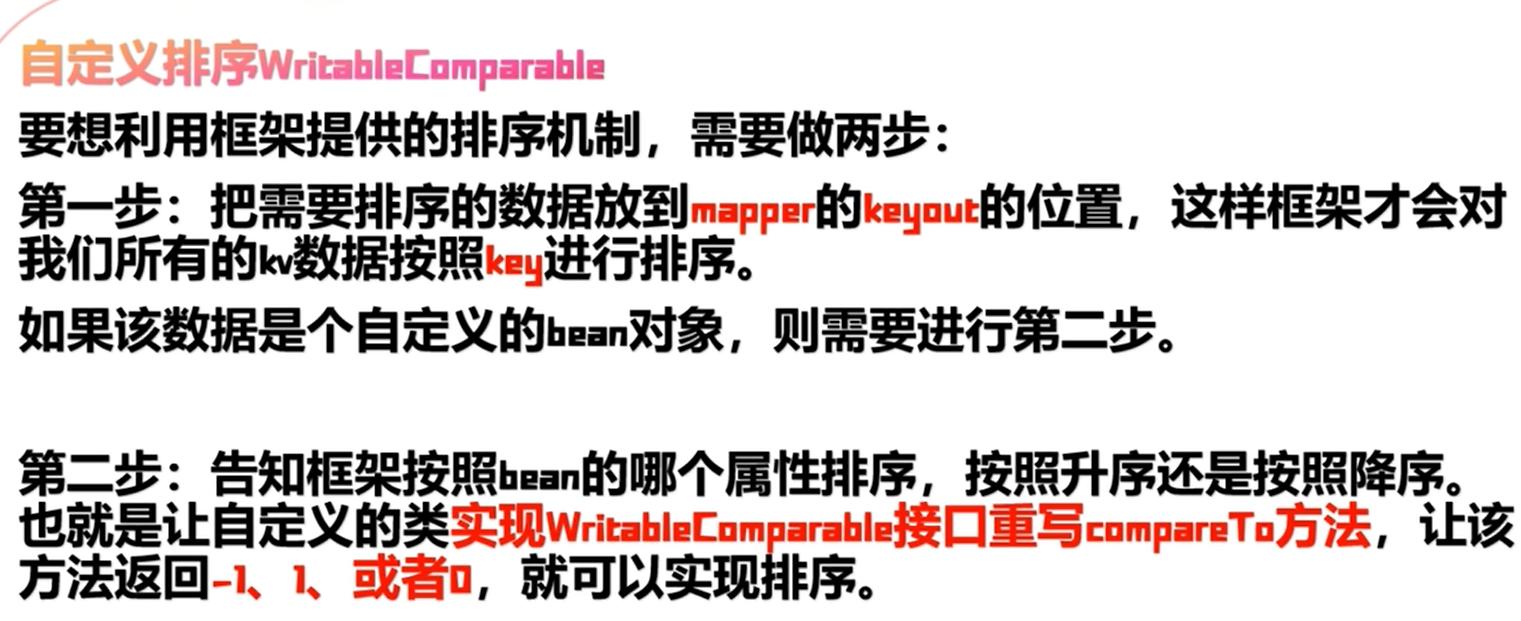 自定义排序WritableComparable
要想利用框架提供的排序机制，需要做两步：
第一步：把需要排序的数据放到mapper的keyout的位置，这样框架才会对
我们所有的kv数据按照key进行排序。
如果该数据是个自定义的bean对象，则需要进行第二步。
第二步：告知框架按照bean的哪个属性排序，按照升序还是按照降序。
也就是让自定义的类实现WritableComparable接口重写compareTo方法，让该
方法返回-1、1、或者0，就可以实现排序。